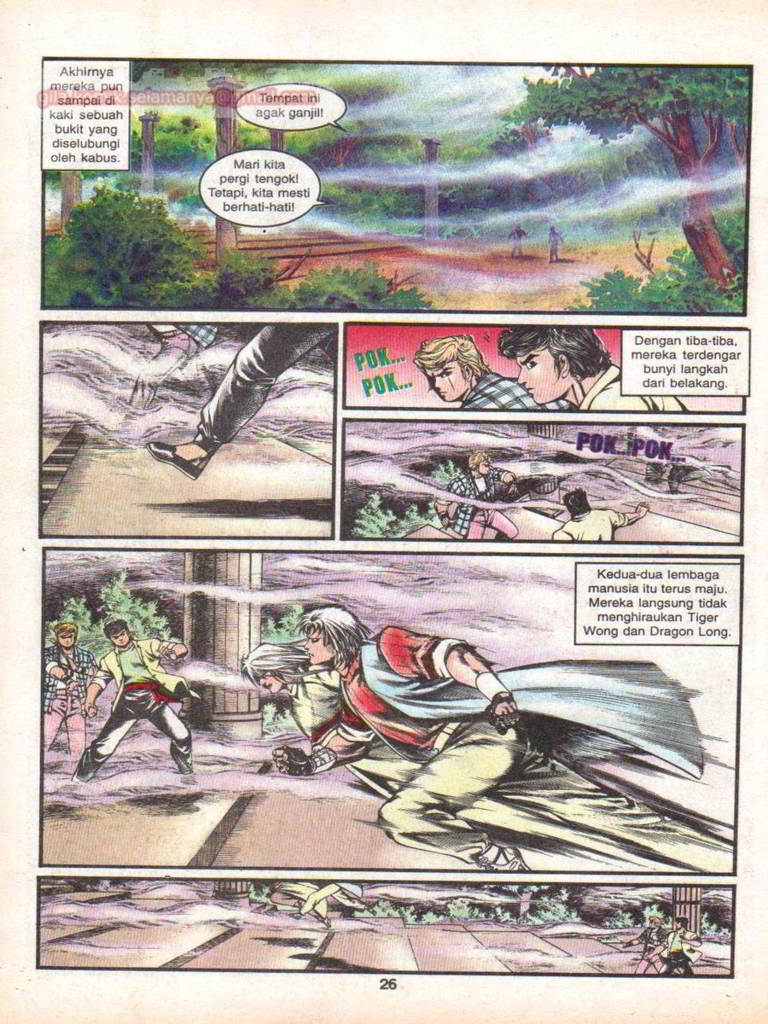 Akhirnya
mereka pun
sampai di
kaki sebuah
bukit yang
diselubungi
oleh kabus.
Tempat ini
agak ganjil!
Mari kita
pergi tengok!
Tetapi, kita mesti
berhati-hati!
POK...
POK...
Dengan tiba-tiba,
mereka terdengar
bunyi langkah
dari belakang.
POK...POK...
Kedua-dua lembaga
manusia itu terus maju.
Mereka langsung tidak
menghiraukan Tiger
Wong dan Dragon Long.
26